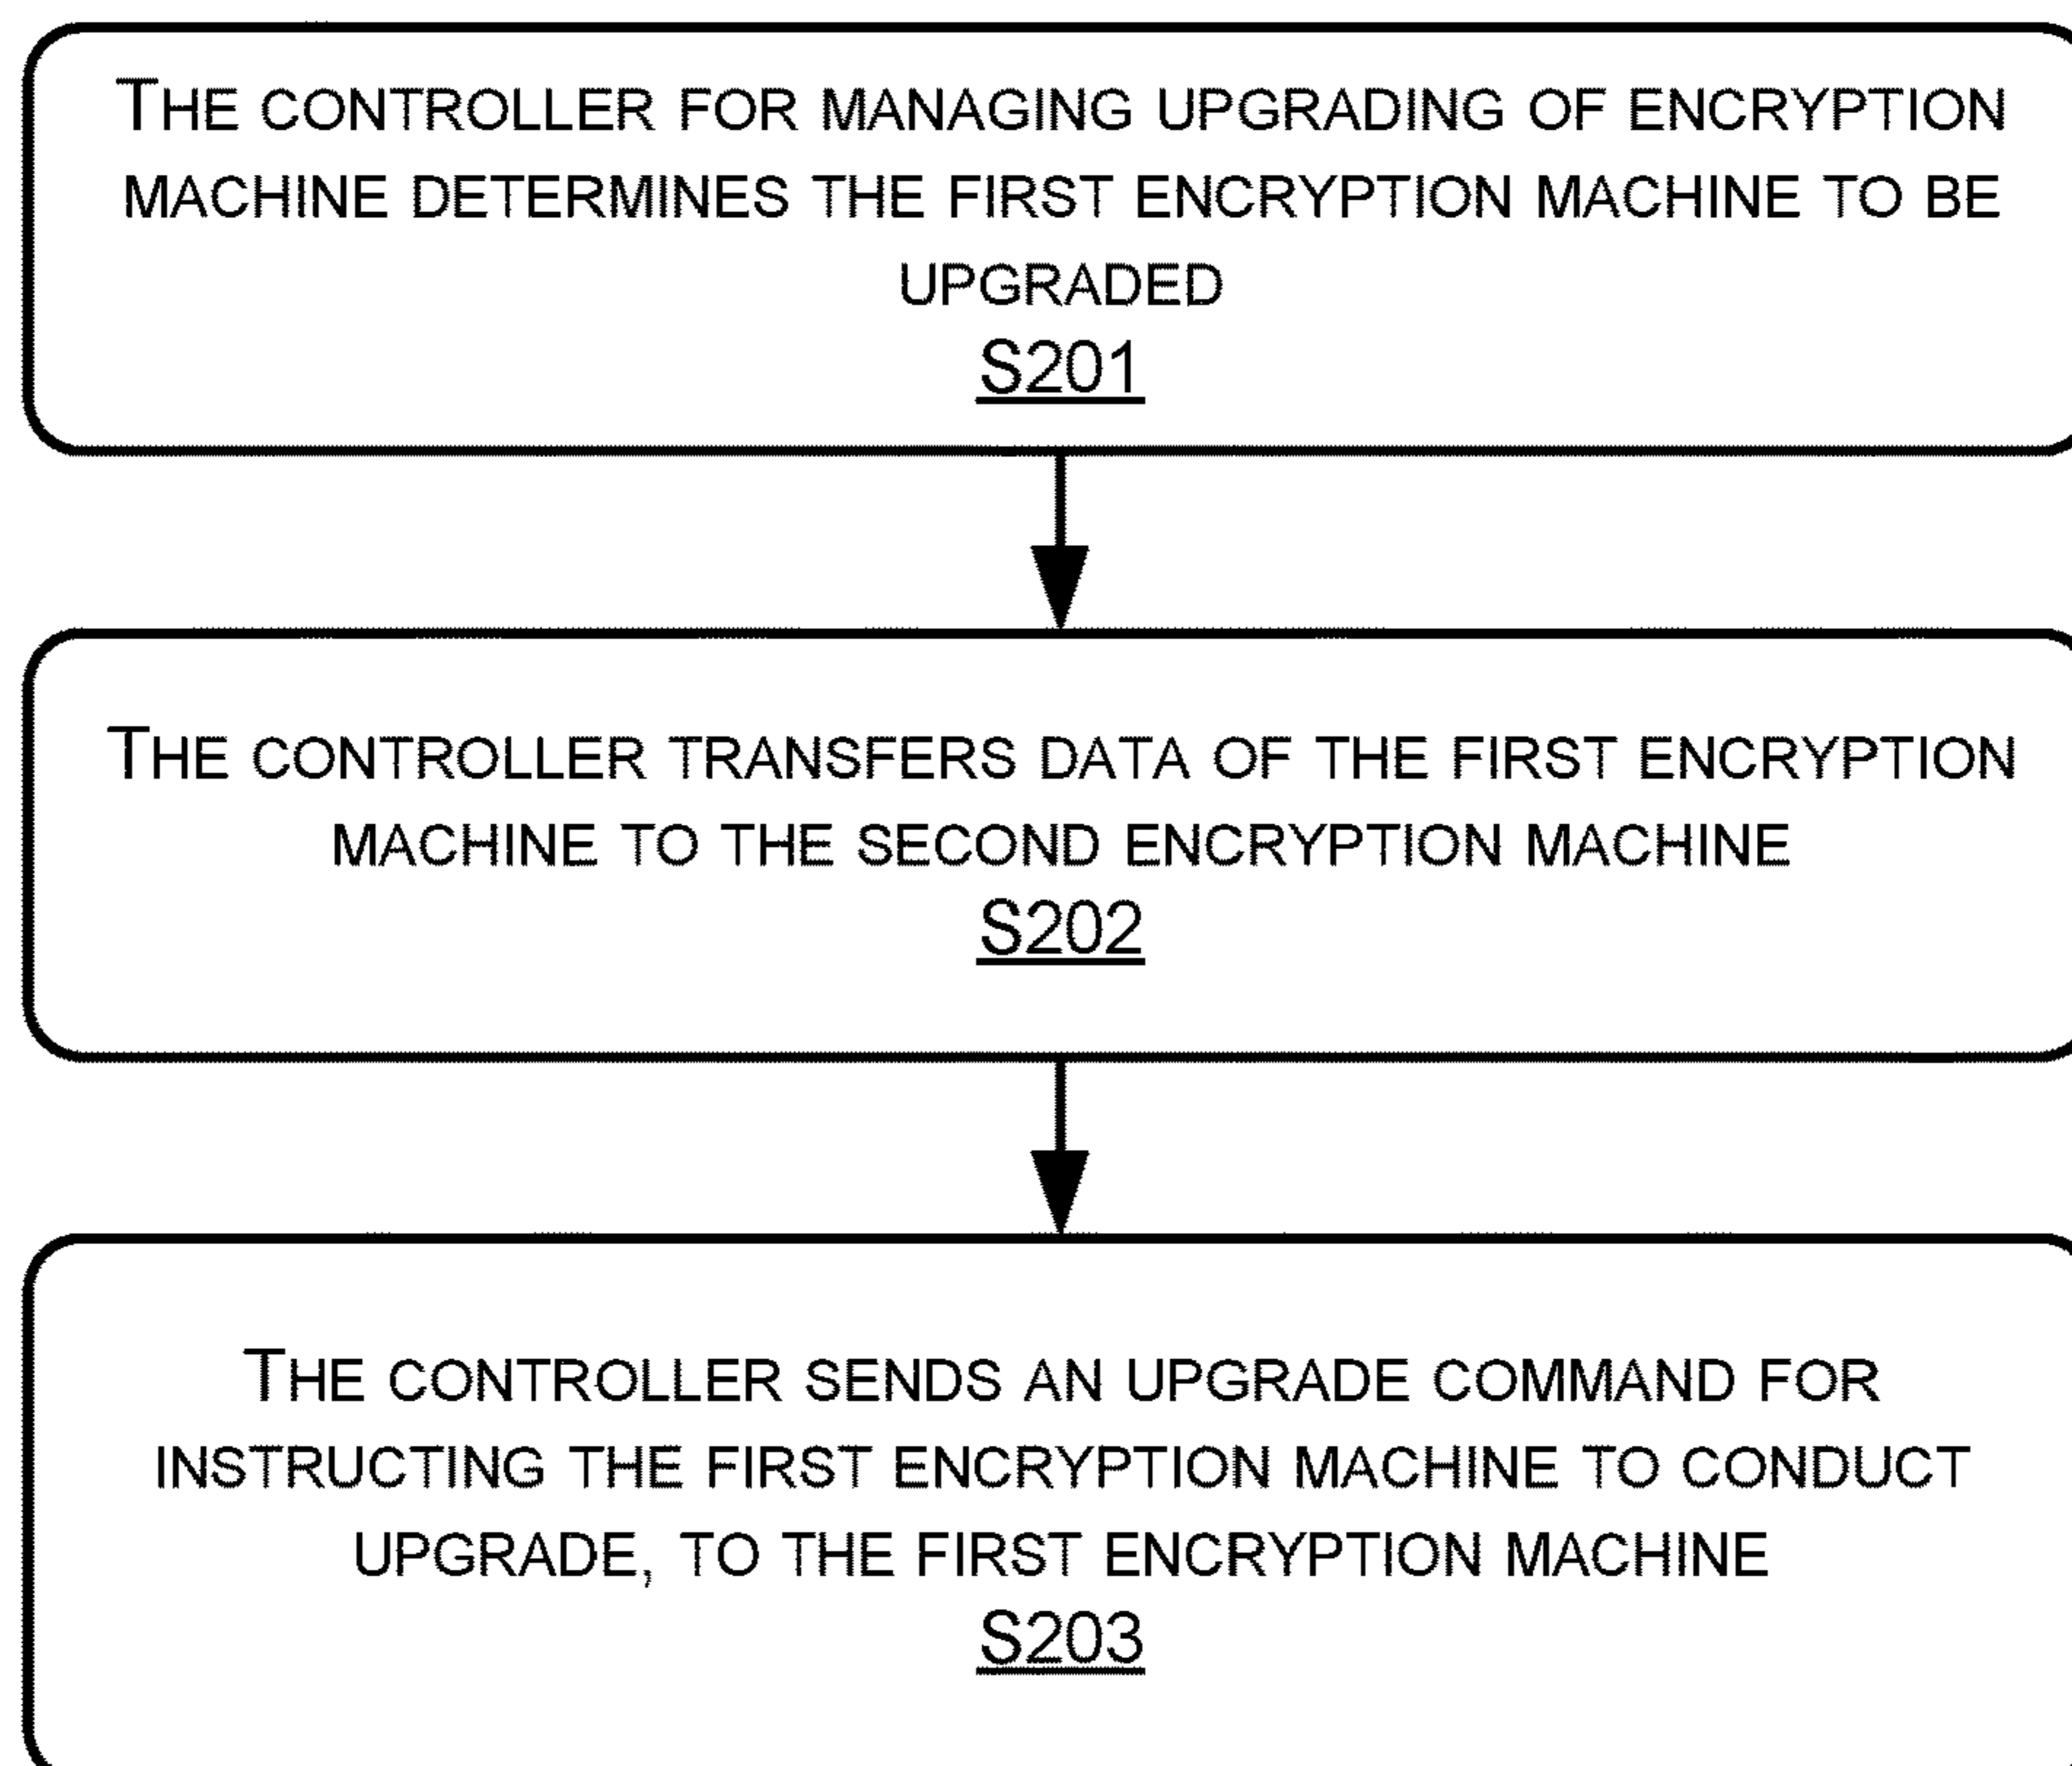 THE CONTROLLER FOR MANAGING UPGRADING OF ENCRYPTION
MACHINE DETERMINES THE FIRST ENCRYPTION MACHINE TO BE
UPGRADED
S201
THE CONTROLLER TRANSFERS DATA OF THE FIRST ENCRYPTION
MACHINE TO THE SECOND ENCRYPTION MACHINE
S202
THE CONTROLLER SENDS AN UPGRADE COMMAND FOR
INSTRUCTING THE FIRST ENCRYPTION MACHINE TO CONDUCT
UPGRADE, TO THE FIRST ENCRYPTION MACHINE
S203